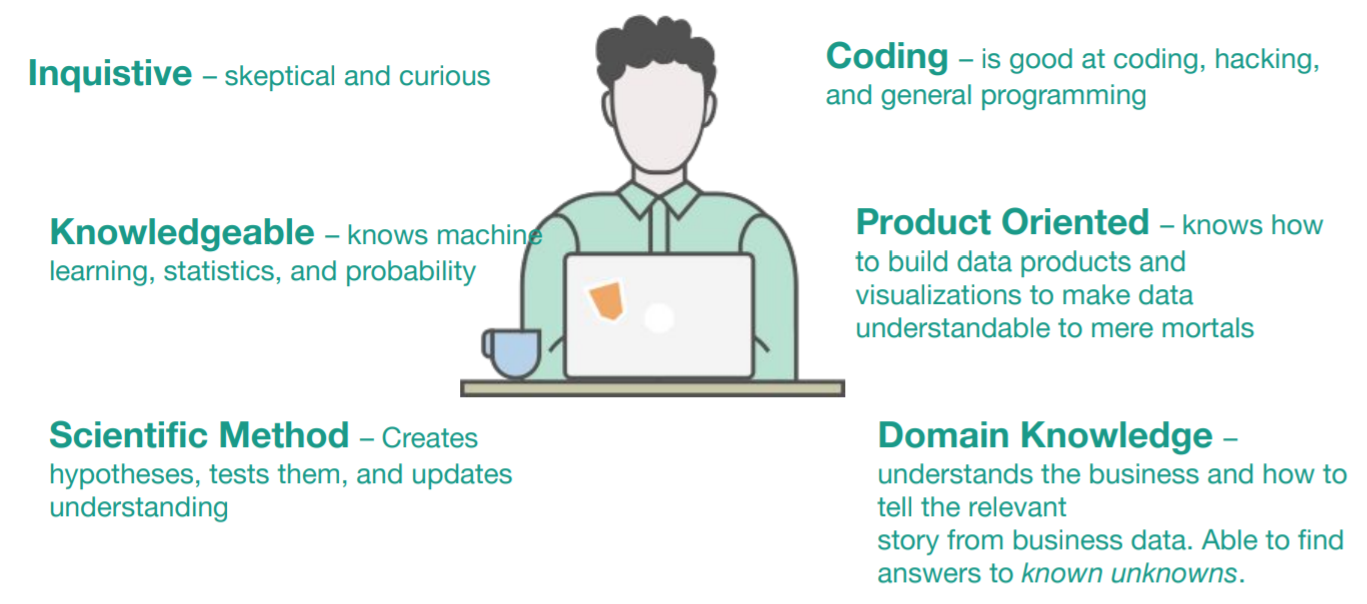 Inquistive – skeptical and curious
Knowledgeable – knows machine
learning, statistics, and probability
Scientific Method – Creates
hypotheses, tests them, and updates
understanding
Coding – is good at coding, hacking,
and general programming
Product Oriented – knows how
to build data products and
visualizations to make data
understandable to mere mortals
Domain Knowledge –
understands the business and how to
tell the relevant
story from business data. Able to find
answers to known unknowns.